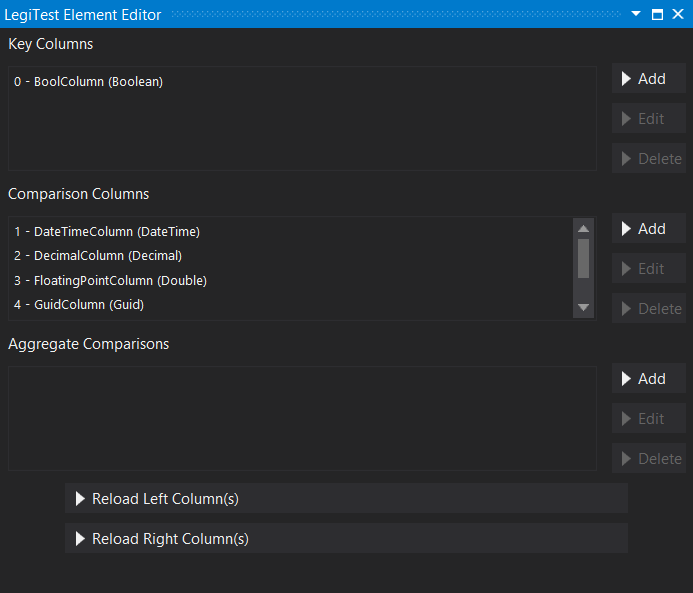 LegiTest Element Editor
Key Columns
0 - BoolColumn (Boolean)
Add
Edit
Delete
Comparison Columns
1 - DateTimeColumn (DateTime)
2 - DecimalColumn (Decimal)
3 - FloatingPointColumn (Double)
4 - GuidColumn (Guid)
Add
Edit
Delete
Aggregate Comparisons
Add
Edit
Delete
Reload Left Column(s)
Reload Right Column(s)